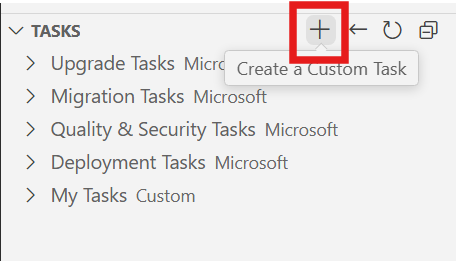 TASKS
Upgrade Tasks
Create a Custom Task
Migration Tasks Microsoft
Quality & Security Tasks Microsoft
Deployment Tasks Microsoft
My Tasks Custom